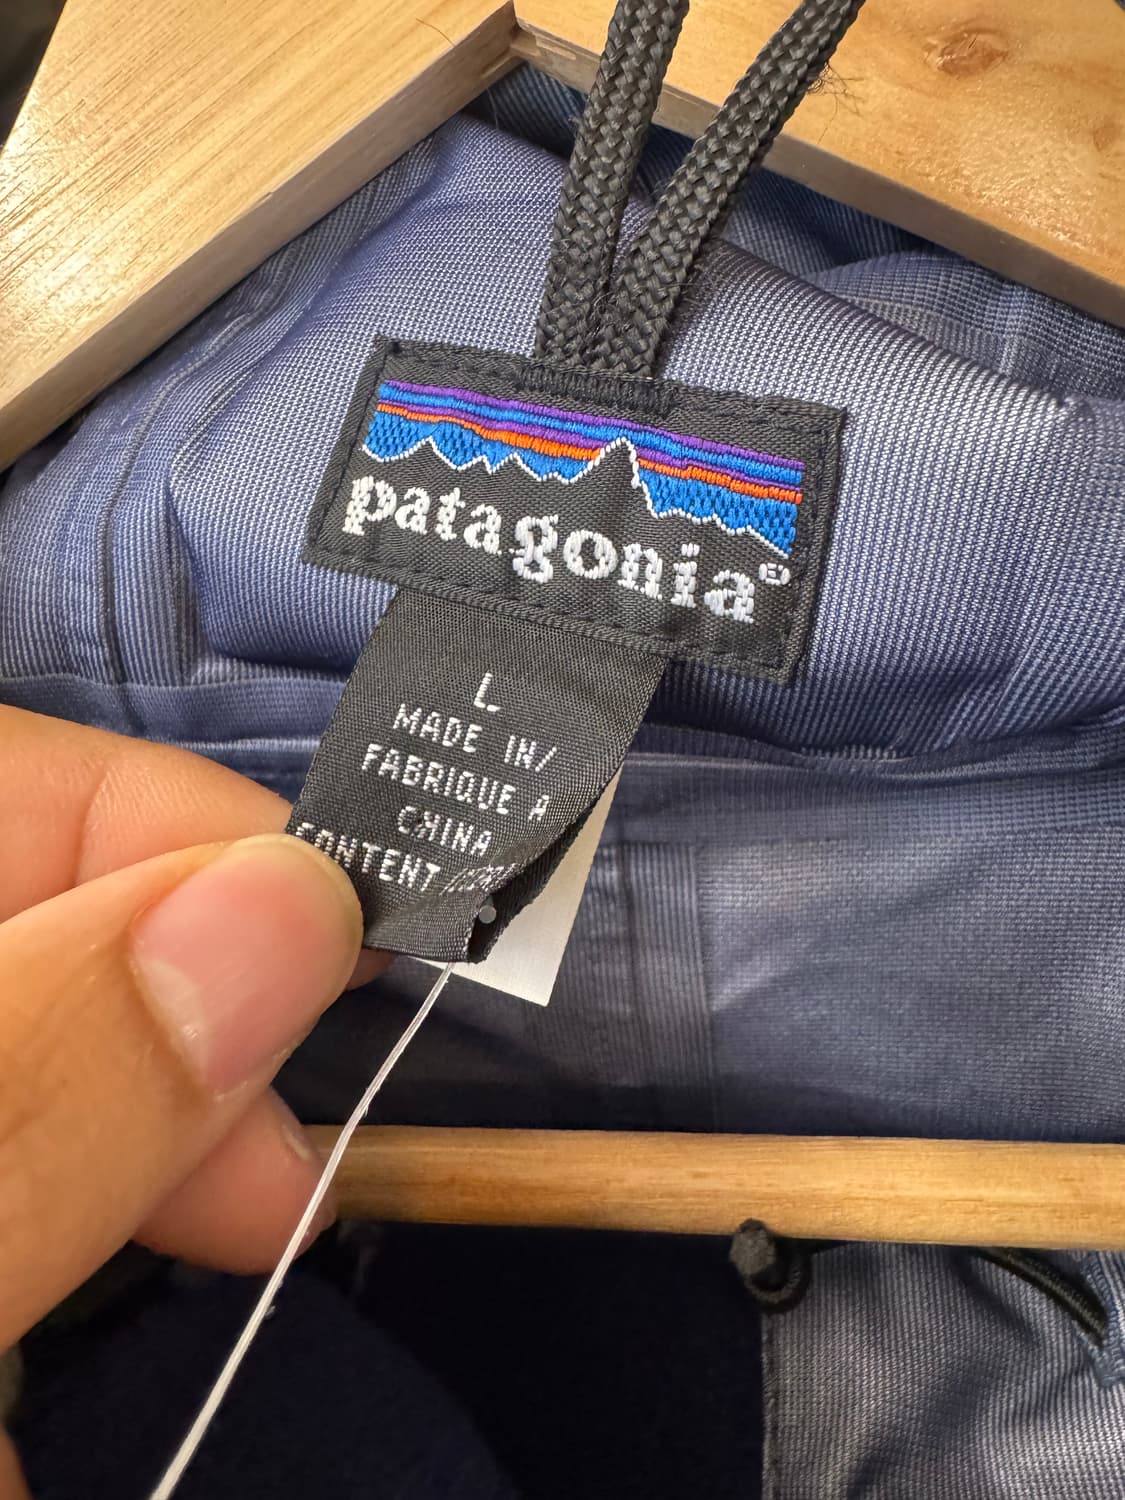 patagonia®
L
MADE IN/
FABRIQUE A
CHINA
CONTENT